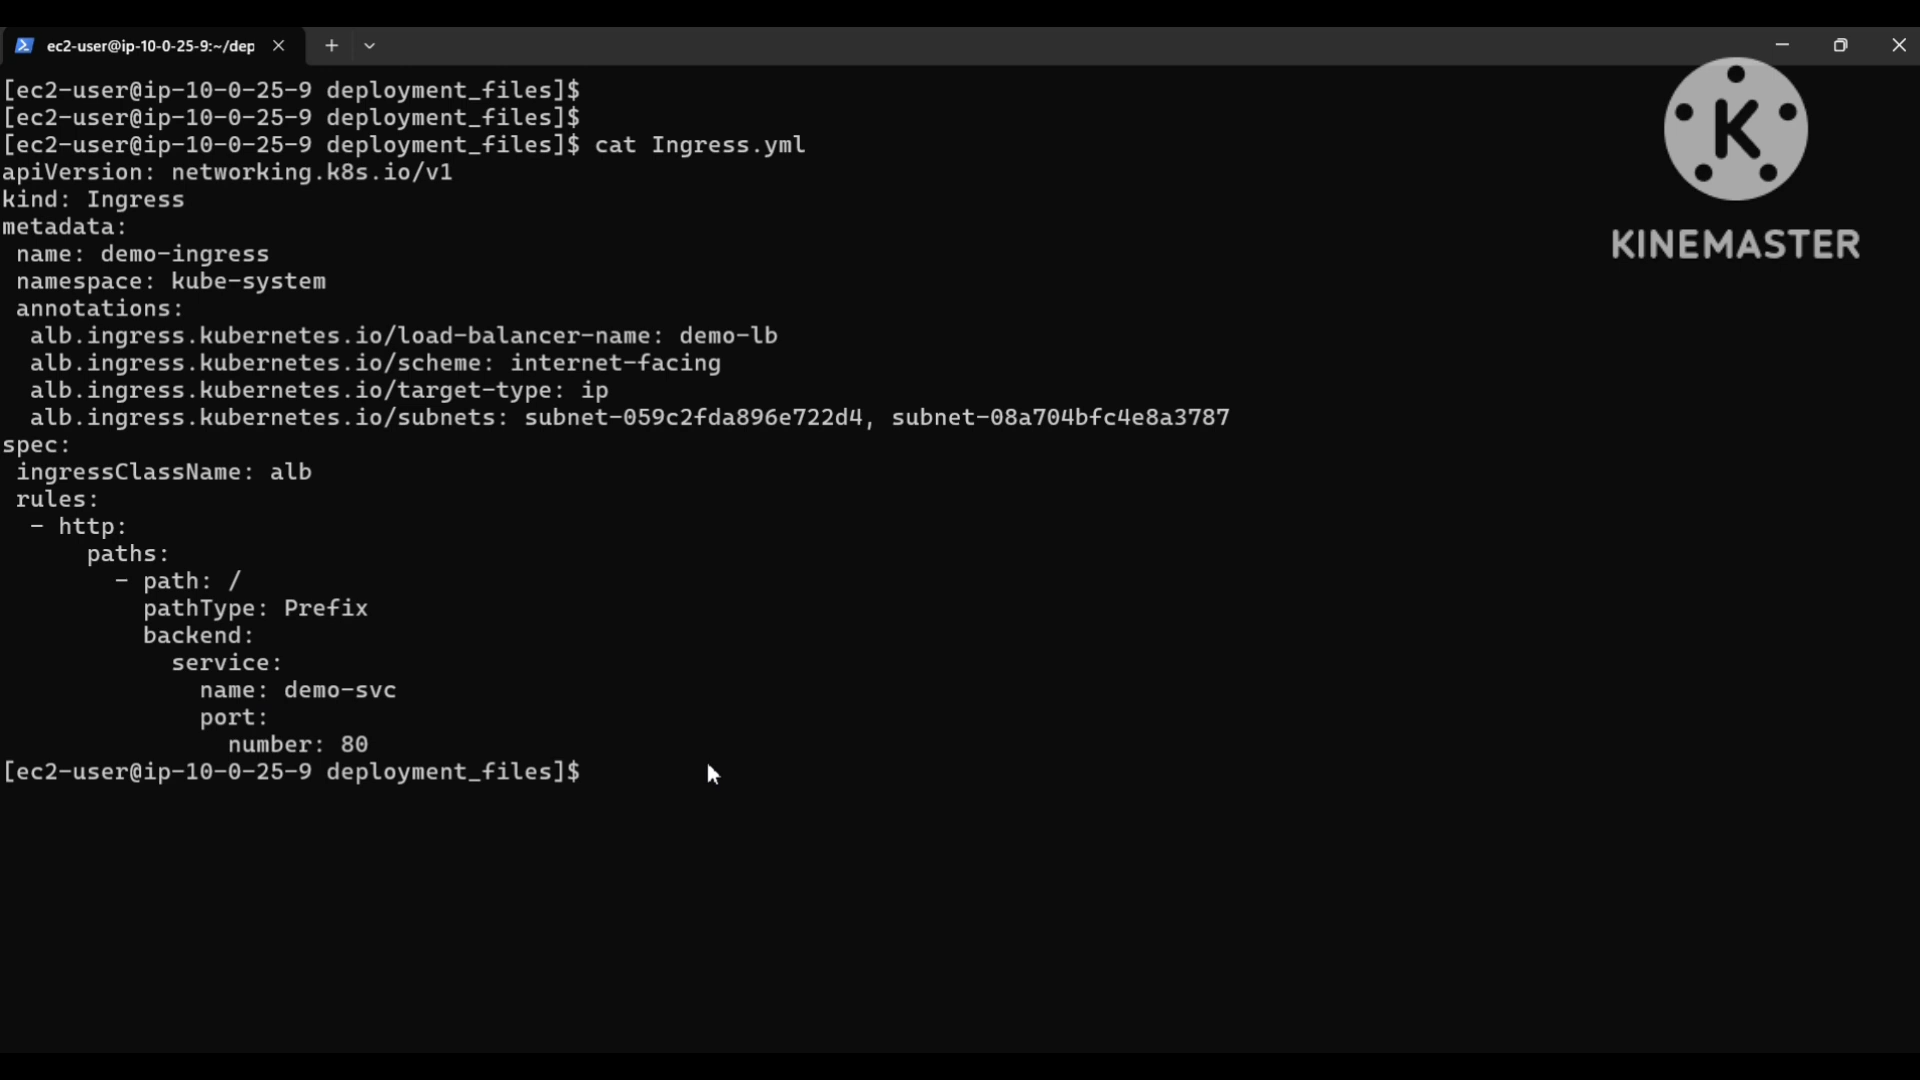 ec2-user@ip-10-0-25-9:~/dep
[ec2-user@ip-10-0-25-9 deployment_files]$
[ec2-user@ip-10-0-25-9 deployment_files]$
[ec2-user@ip-10-0-25-9 deployment_files]$ cat Ingress.yml
apiVersion: networking.k8s.io/v1
kind: Ingress
metadata:
 name: demo-ingress
 namespace: kube-system
 annotations:
  alb.ingress.kubernetes.io/load-balancer-name: demo-lb
  alb.ingress.kubernetes.io/scheme: internet-facing
  alb.ingress.kubernetes.io/target-type: ip
  alb.ingress.kubernetes.io/subnets: subnet-059c2fda896e722d4, subnet-08a704bfc4e8a3787
spec:
 ingressClassName: alb
 rules:
  - http:
      paths:
        - path: /
          pathType: Prefix
          backend:
            service:
              name: demo-svc
              port:
                number: 80
[ec2-user@ip-10-0-25-9 deployment_files]$
K
KINEMASTER